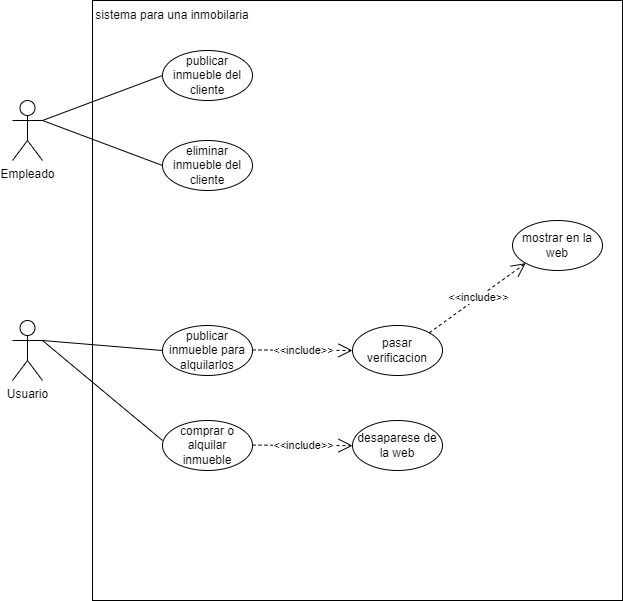 sistema para una inmobilaria
publicar
inmueble del
cliente
eliminar
inmueble del
cliente
Empleado
mostrar en la
web
<<include>>
publicar
inmueble para
alquilarlos
<<include>>
pasar
verificacion
Usuario
comprar o
alquilar
inmueble
<<include>>
desaparese de
la web